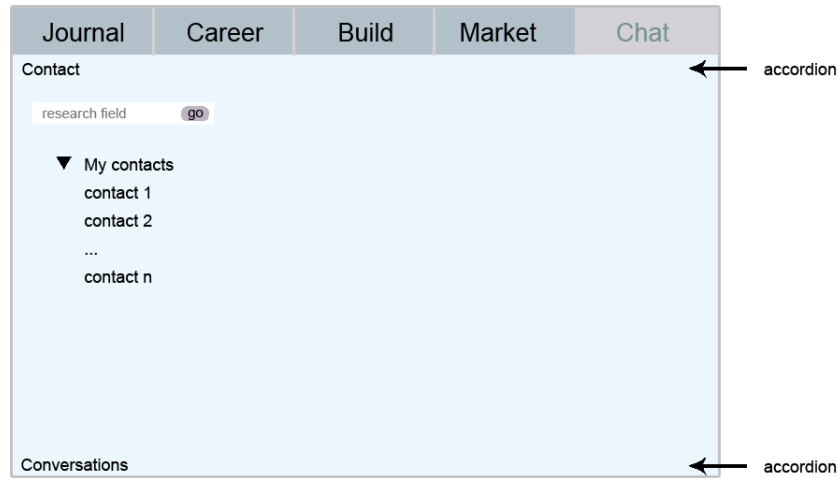 Journal Career Build Market Chat
Contact accordion
research field go
My contacts
contact 1
contact 2
...
contact n
Conversations accordion